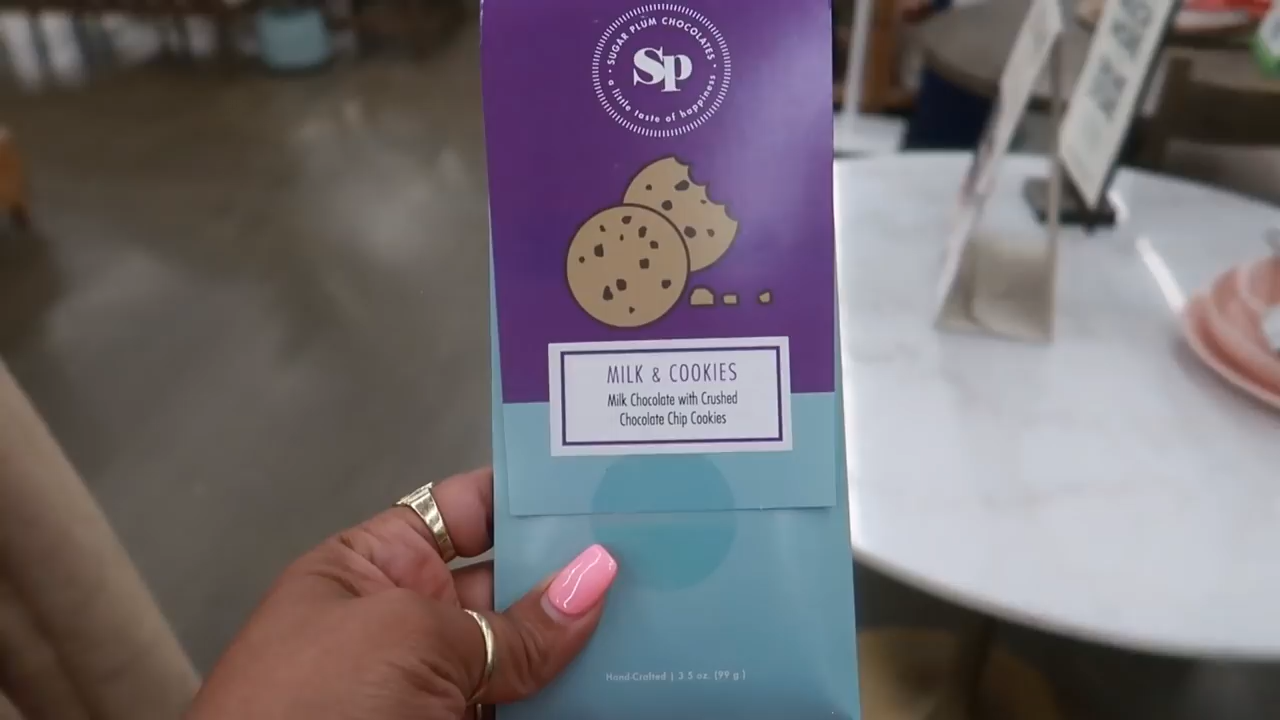 SUGAR PLUM CHOCOLATES
Sp
a little taste of happiness
MILK & COOKIES
Milk Chocolate with Crushed
Chocolate Chip Cookies
Hand-Crafted | 3.5 oz. (99 g)